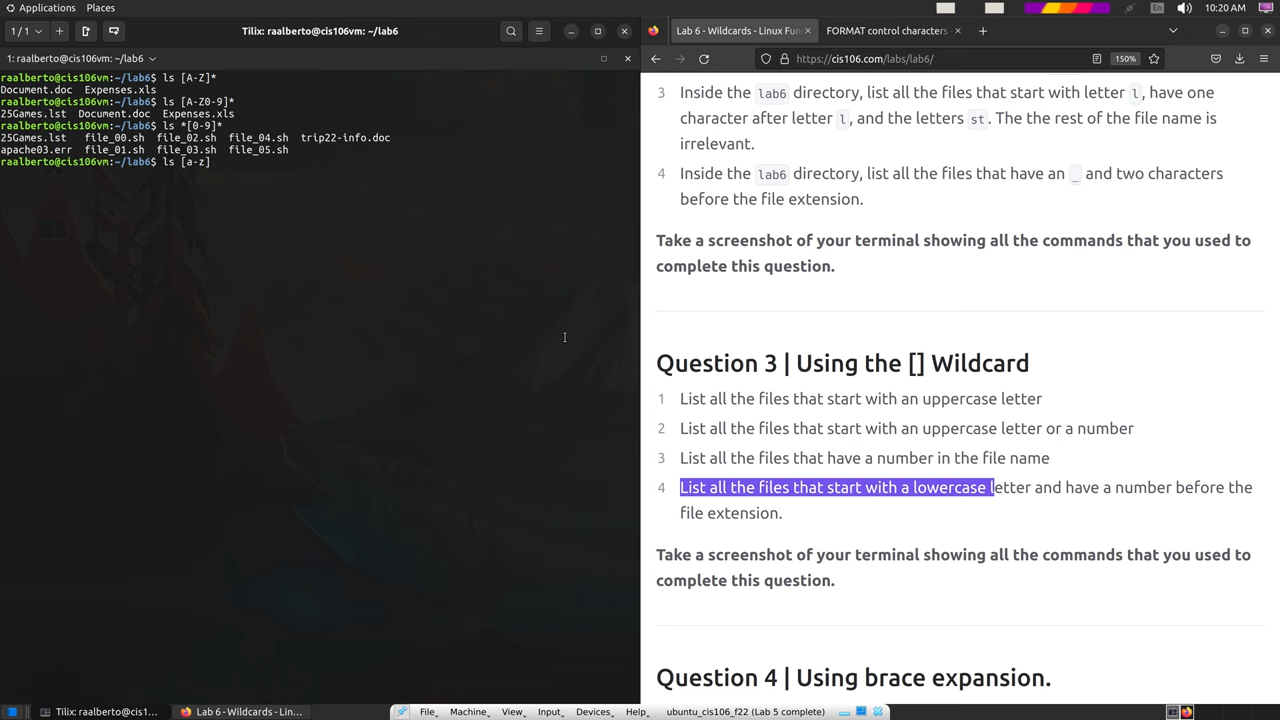 Applications Places
En 10:20 AM
1 / 1 Tilix: raalberto@cis106vm: ~/lab6
Lab 6 - Wildcards - Linux Fun FORMAT control characters
1: raalberto@cis106vm: ~/lab6
https://cis106.com/labs/lab6/ 150%
raalberto@cis106vm:~/lab6$ ls [A-Z]*
Document.doc Expenses.xls
raalberto@cis106vm:~/lab6$ ls [A-Z0-9]*
25Games.lst Document.doc Expenses.xls
raalberto@cis106vm:~/lab6$ ls *[0-9]*
25Games.lst file_00.sh file_02.sh file_04.sh trip22-info.doc
apache03.err file_01.sh file_03.sh file_05.sh
raalberto@cis106vm:~/lab6$ ls [a-z]
3 Inside the lab6 directory, list all the files that start with letter l, have one
character after letter l, and the letters st. The the rest of the file name is
irrelevant.
4 Inside the lab6 directory, list all the files that have an _ and two characters
before the file extension.
Take a screenshot of your terminal showing all the commands that you used to
complete this question.
Question 3 | Using the [] Wildcard
1 List all the files that start with an uppercase letter
2 List all the files that start with an uppercase letter or a number
3 List all the files that have a number in the file name
4 List all the files that start with a lowercase letter and have a number before the
file extension.
Take a screenshot of your terminal showing all the commands that you used to
complete this question.
Question 4 | Using brace expansion.
Tilix: raalberto@cis1... Lab 6 - Wildcards - Lin... File Machine View Input Devices Help ubuntu_cis106_f22 (Lab 5 complete)